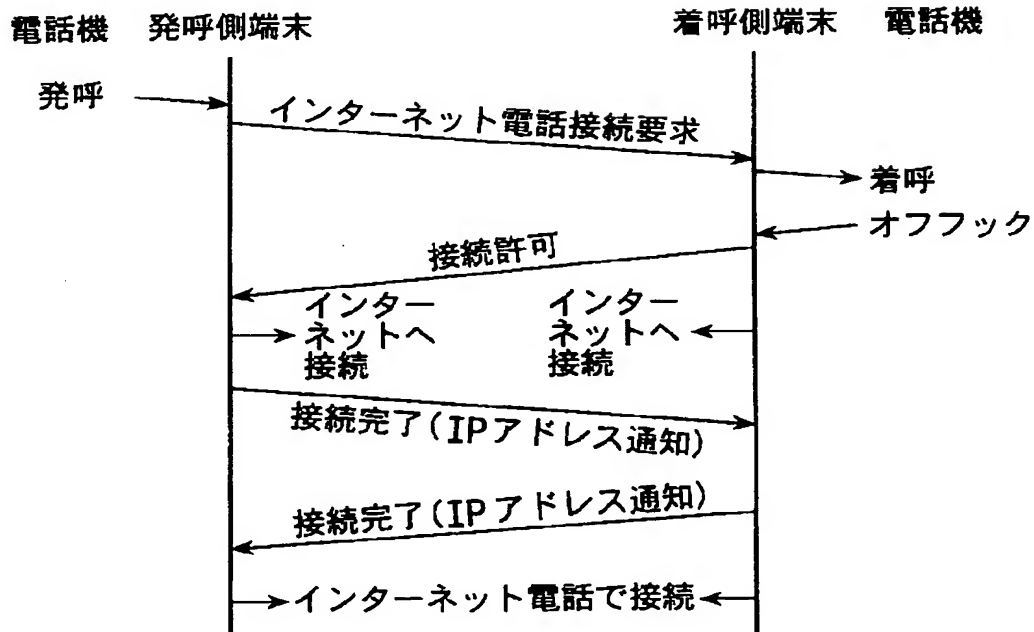 電話機 発呼側端末 着呼側端末 電話機
発呼
インターネット電話接続要求
着呼
オフフック
接続許可
インター
ネットへ
接続
インター
ネットへ
接続
接続完了(IPアドレス通知)
接続完了(IPアドレス通知)
インターネット電話で接続